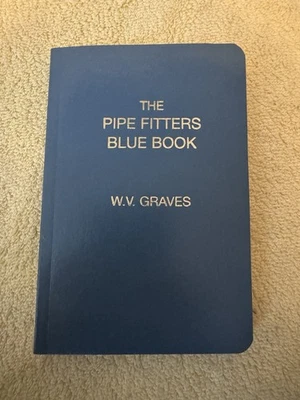 THE
PIPE FITTERS
BLUE BOOK
W.V. GRAVES